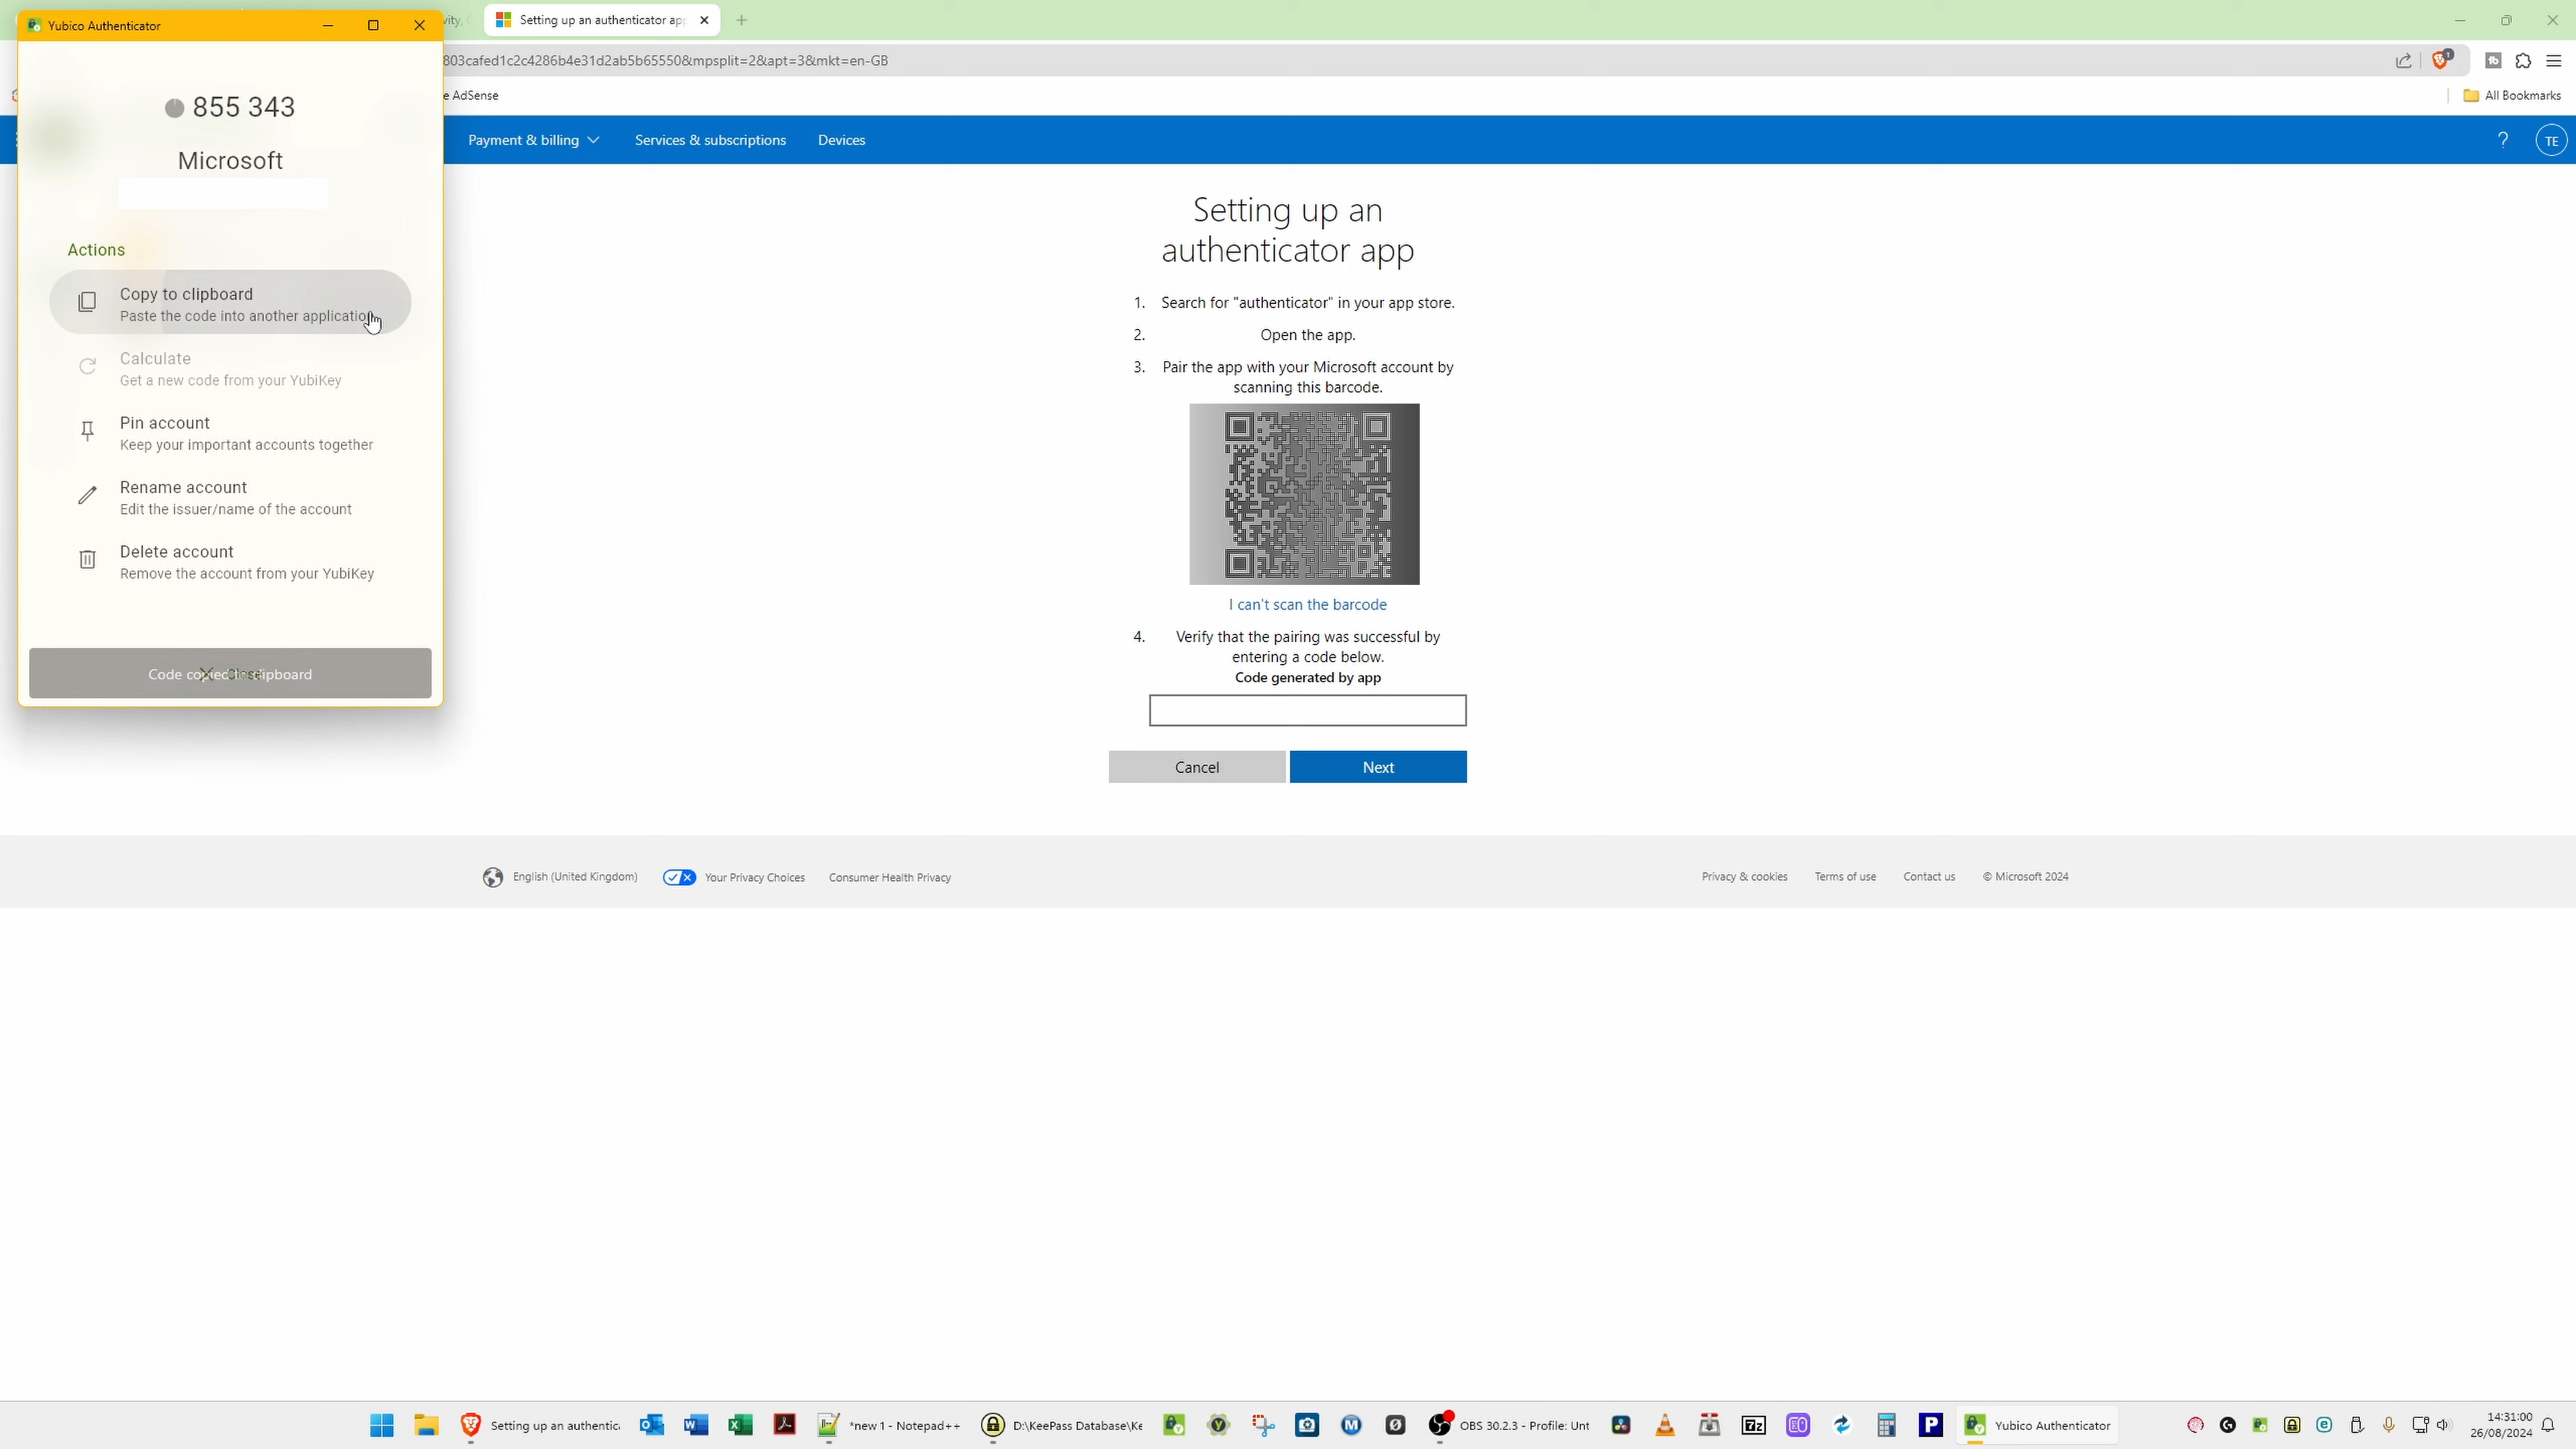 Yubico Authenticator
vity,
Setting up an authenticator app
803cafed1c2c4286b4e31d2ab5b65550&mpsplit=2&apt=3&mkt=en-GB
e AdSense
All Bookmarks
Payment & billing
Services & subscriptions
Devices
?
TE
855 343
Microsoft
Actions
Copy to clipboard
Paste the code into another application
Calculate
Get a new code from your YubiKey
Pin account
Keep your important accounts together
Rename account
Edit the issuer/name of the account
Delete account
Remove the account from your YubiKey
Code copied to clipboard
Close
Setting up an
authenticator app
1. Search for "authenticator" in your app store.
2. Open the app.
3. Pair the app with your Microsoft account by
scanning this barcode.
I can't scan the barcode
4. Verify that the pairing was successful by
entering a code below.
Code generated by app
Cancel
Next
English (United Kingdom)
Your Privacy Choices
Consumer Health Privacy
Privacy & cookies
Terms of use
Contact us
© Microsoft 2024
Setting up an authentic
*new 1 - Notepad++
D:\KeePass Database\Ke
OBS 30.2.3 - Profile: Unt
Yubico Authenticator
14:31:00
26/08/2024